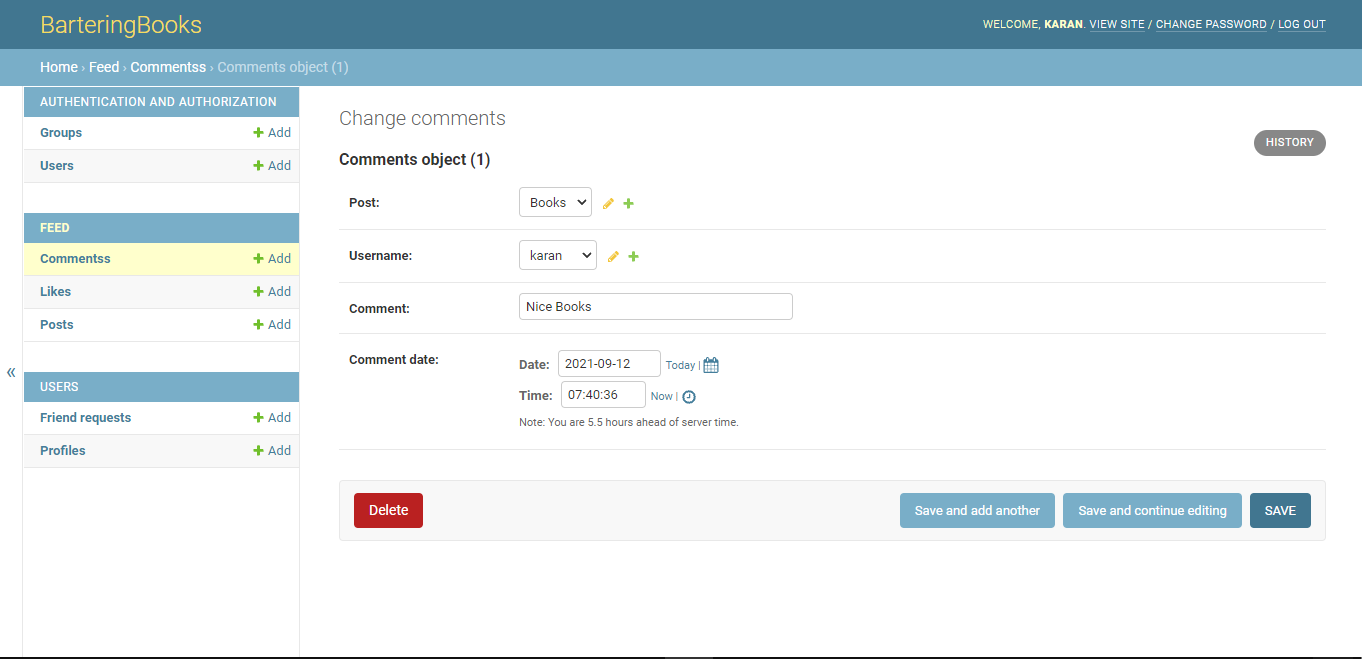 BarteringBooks
WELCOME, KARAN. VIEW SITE / CHANGE PASSWORD / LOG OUT
Home › Feed › Commentss › Comments object (1)
AUTHENTICATION AND AUTHORIZATION
Groups Add
Users Add
FEED
Commentss Add
Likes Add
Posts Add
«
USERS
Friend requests Add
Profiles Add
Change comments
HISTORY
Comments object (1)
Post: Books
Username: karan
Comment: Nice Books
Comment date: Date: 2021-09-12 Today |
Time: 07:40:36 Now |
Note: You are 5.5 hours ahead of server time.
Delete Save and add another Save and continue editing SAVE